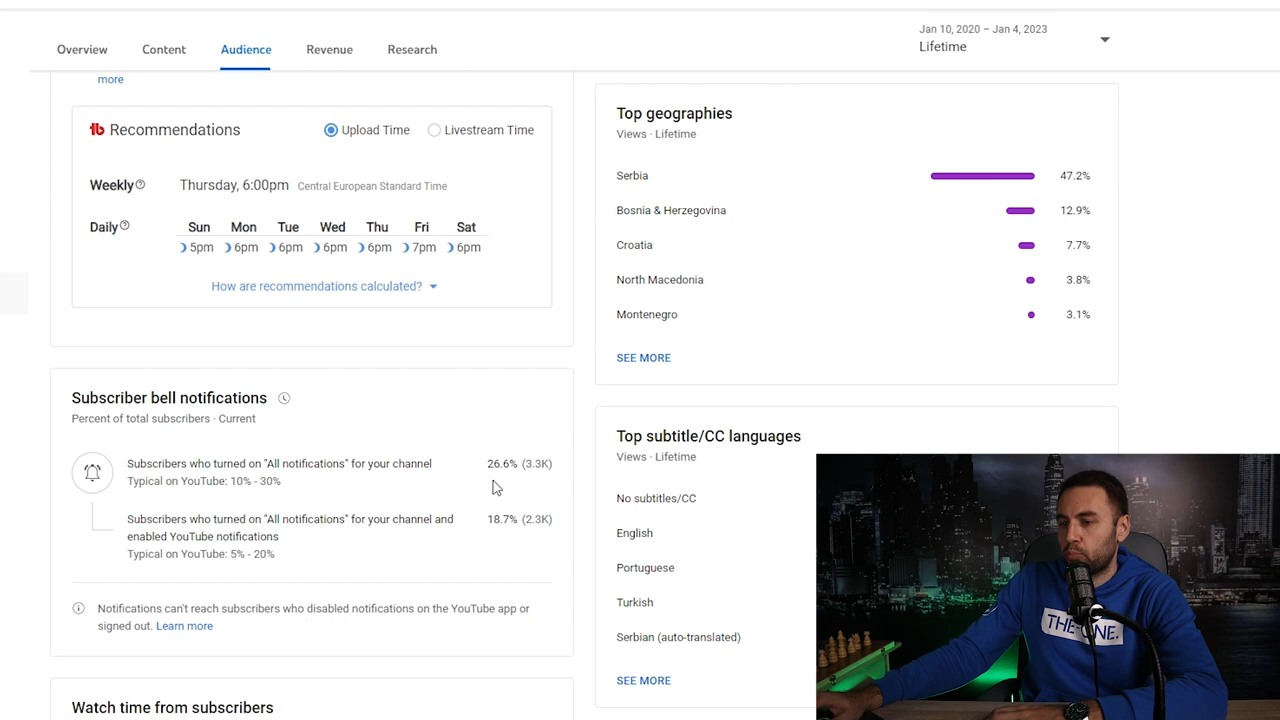 Jan 10, 2020 – Jan 4, 2023
Overview Content Audience Revenue Research
Lifetime
more
tb Recommendations Upload Time Livestream Time
Weekly Thursday, 6:00pm Central European Standard Time
Daily Sun Mon Tue Wed Thu Fri Sat
5pm 6pm 6pm 6pm 6pm 7pm 6pm
How are recommendations calculated?
Subscriber bell notifications
Percent of total subscribers · Current
Subscribers who turned on "All notifications" for your channel 26.6% (3.3K)
Typical on YouTube: 10% - 30%
Subscribers who turned on "All notifications" for your channel and 18.7% (2.3K)
enabled YouTube notifications
Typical on YouTube: 5% - 20%
Notifications can't reach subscribers who disabled notifications on the YouTube app or
signed out. Learn more
Watch time from subscribers
Top geographies
Views · Lifetime
Serbia 47.2%
Bosnia & Herzegovina 12.9%
Croatia 7.7%
North Macedonia 3.8%
Montenegro 3.1%
SEE MORE
Top subtitle/CC languages
Views · Lifetime
No subtitles/CC
English
Portuguese
Turkish
Serbian (auto-translated)
SEE MORE
THE ONE.